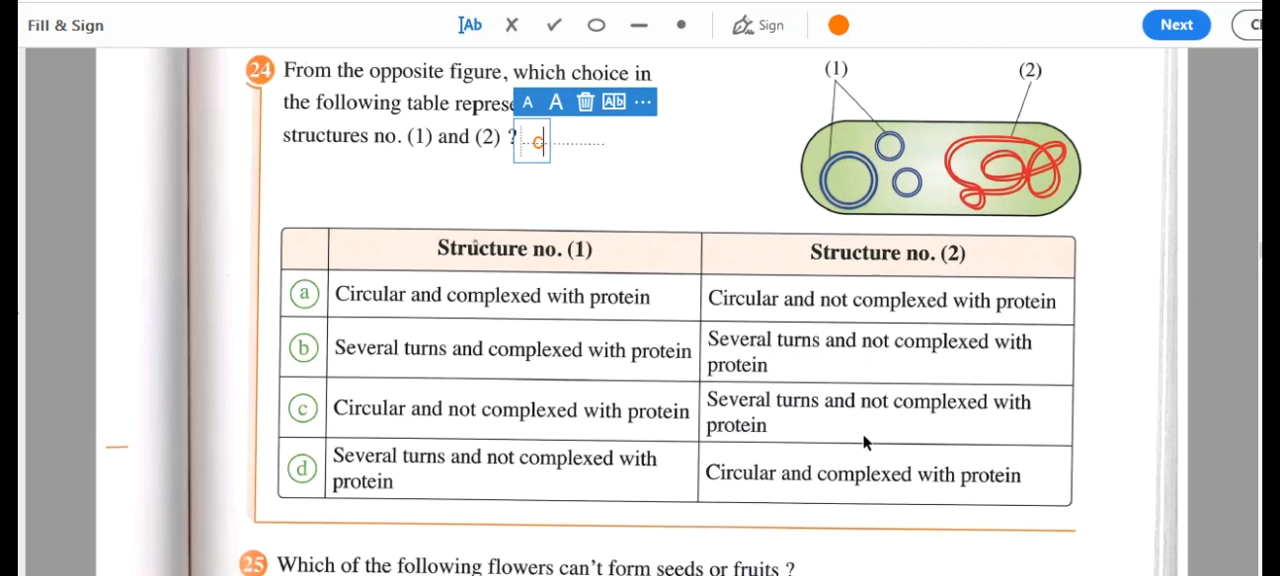 Fill & Sign
IAb
Sign
Next
24 From the opposite figure, which choice in
the following table
A A Ab ...
structures no. (1) and (2) ? c
(1)
(2)
Structure no. (1)
Structure no. (2)
a Circular and complexed with protein
Circular and not complexed with protein
b Several turns and complexed with protein
Several turns and not complexed with
protein
c Circular and not complexed with protein
Several turns and not complexed with
protein
d Several turns and not complexed with
protein
Circular and complexed with protein
25 Which of the following flowers can't form seeds or fruits ?